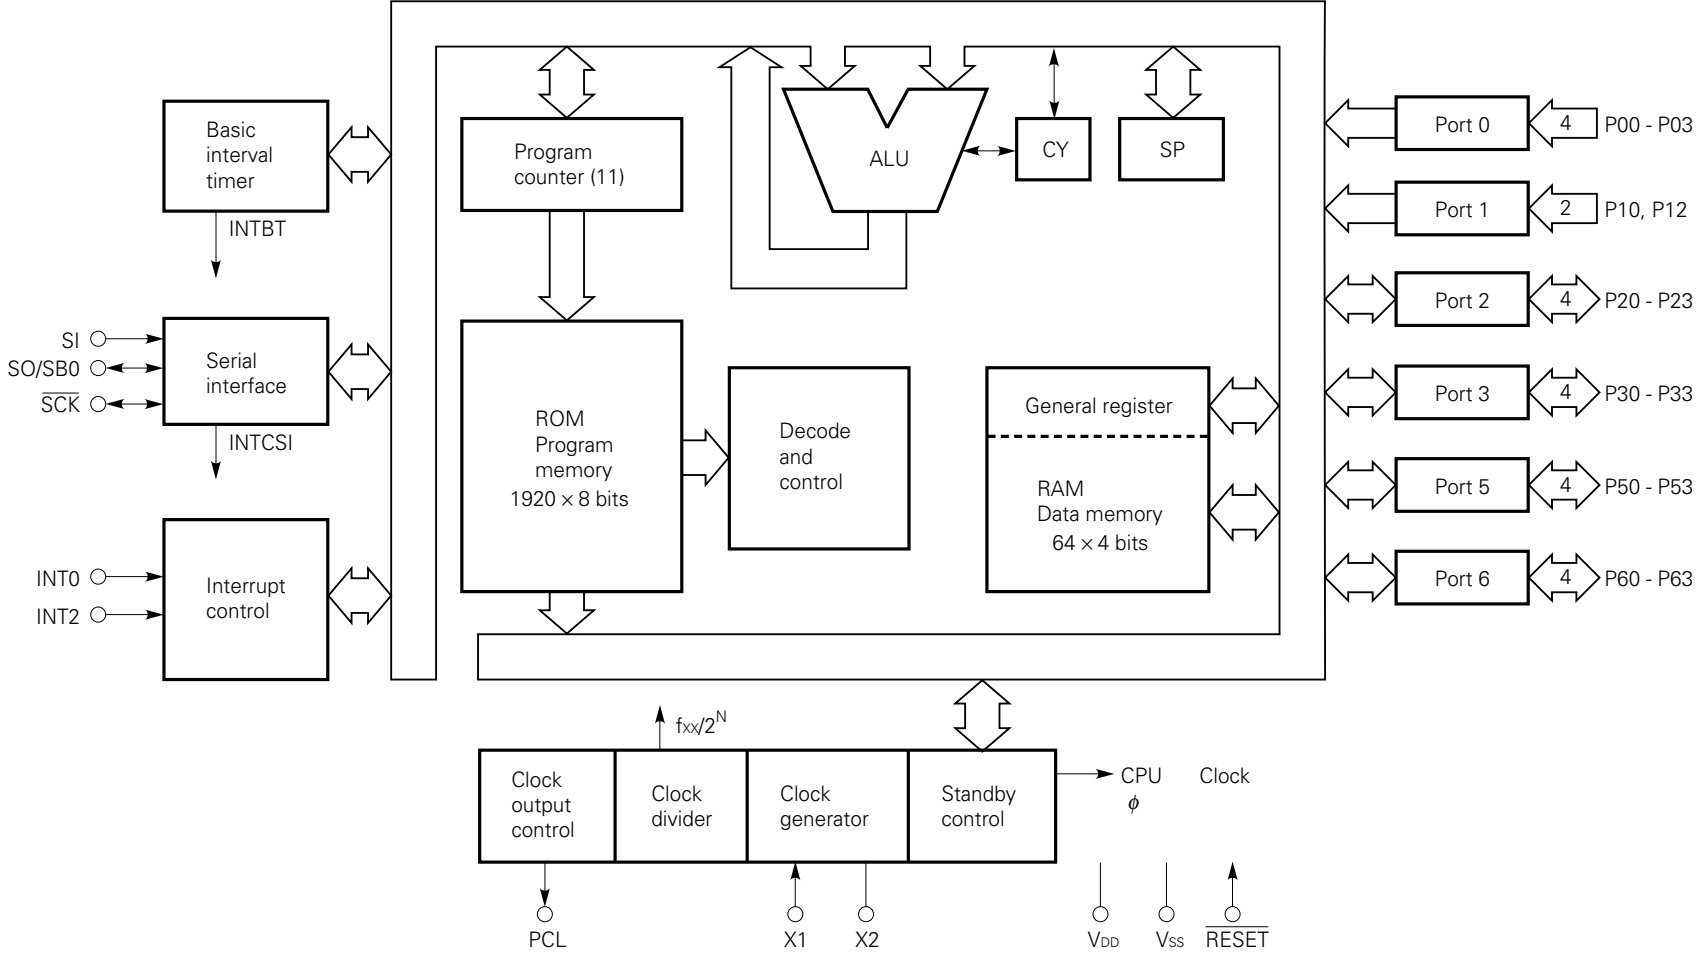 Basic
interval
timer
INTBT
SI
SO/SB0
SCK
Serial
interface
INTCSI
INT0
INT2
Interrupt
control
Program
counter (11)
ALU
CY
SP
ROM
Program
memory
1920 × 8 bits
Decode
and
control
General register
RAM
Data memory
64 × 4 bits
Port 0
4
P00 - P03
Port 1
2
P10, P12
Port 2
4
P20 - P23
Port 3
4
P30 - P33
Port 5
4
P50 - P53
Port 6
4
P60 - P63
fxx/2^N
Clock
output
control
Clock
divider
Clock
generator
Standby
control
CPU Clock
ϕ
PCL
X1
X2
VDD
VSS
RESET